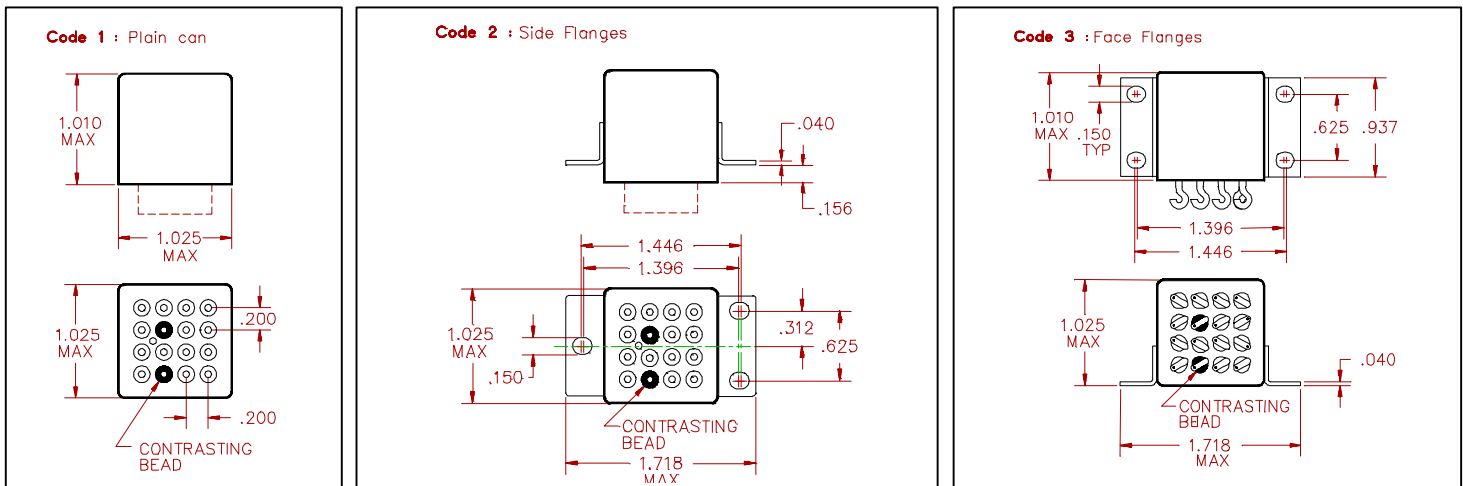 Code 1 : Plain can
1.010
MAX
1.025
MAX
1.025
MAX
.200
.200
CONTRASTING
BEAD
Code 2 : Side Flanges
.040
.156
1.446
1.396
1.025
MAX
.312
.625
.150
CONTRASTING
BEAD
1.718
MAX
Code 3 :Face Flanges
1.010
MAX
.150
TYP
.625
.937
1.396
1.446
1.025
MAX
.040
CONTRASTING
BEAD
1.718
MAX